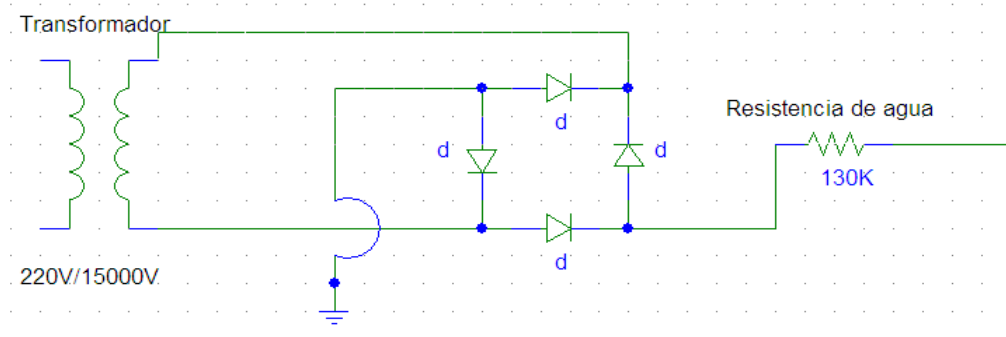 Transformador
d
Resistencia de agua
d
d
130K
d
220V/15000V